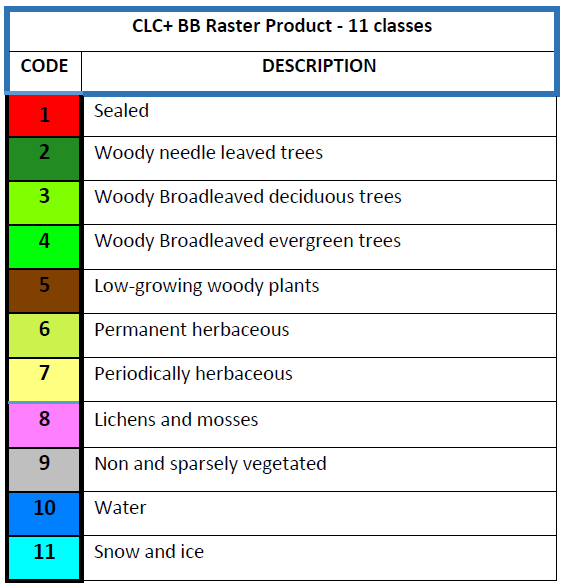 CLC+ BB Raster Product - 11 classes
CODE DESCRIPTION
1 Sealed
2 Woody needle leaved trees
3 Woody Broadleaved deciduous trees
4 Woody Broadleaved evergreen trees
5 Low-growing woody plants
6 Permanent herbaceous
7 Periodically herbaceous
8 Lichens and mosses
9 Non and sparsely vegetated
10 Water
11 Snow and ice